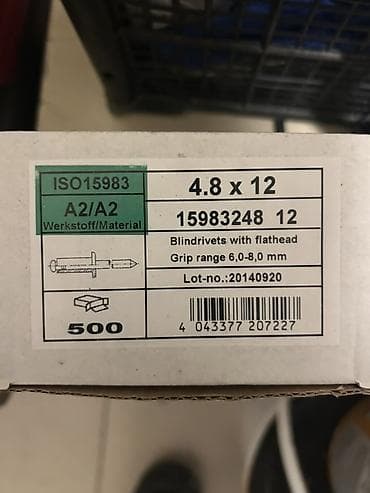 ISO15983
A2/A2
Werkstoff/Material
500
4.8 x 12
15983248 12
Blindrivets with flathead
Grip range 6,0-8,0 mm
Lot-no.:20140920
4 043377 207227